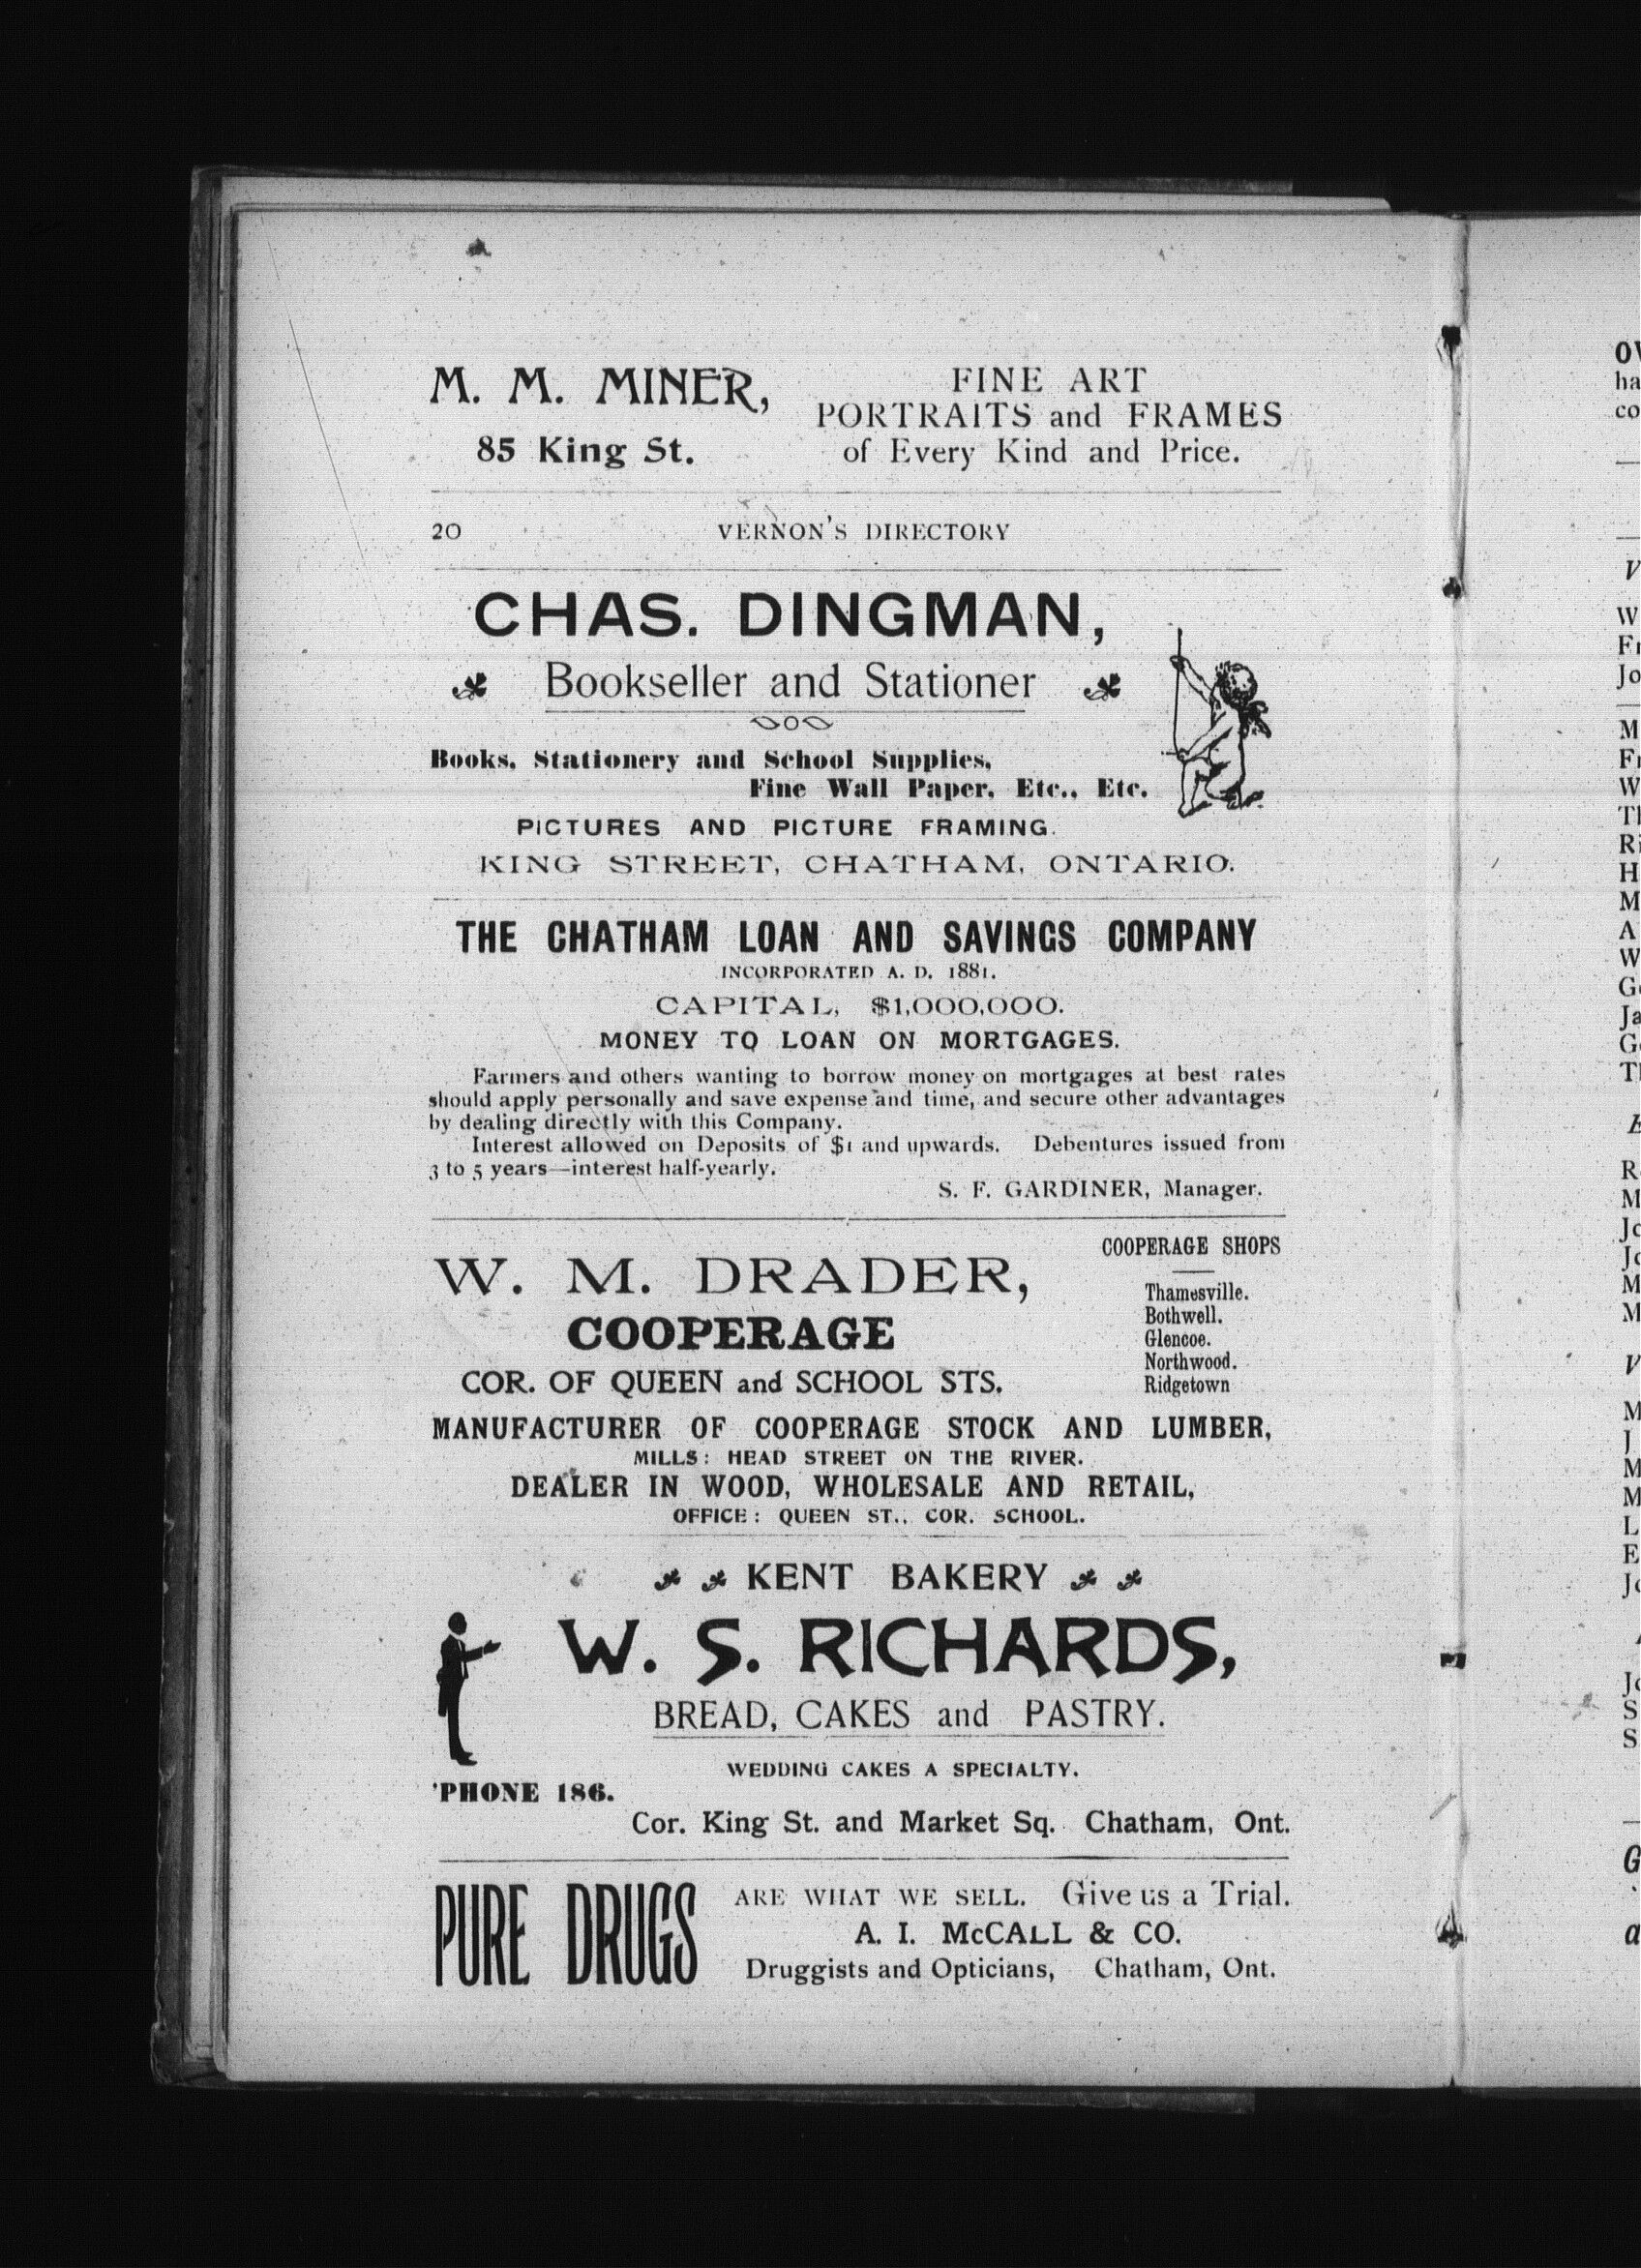 M. M. MINER,
85 King St.
FINE ART
PORTRAITS and FRAMES
of Every Kind and Price.
20
VERNON'S DIRECTORY
CHAS. DINGMAN,
Bookseller and Stationer
Books, Stationery and School Supplies,
Fine Wall Paper, Etc., Etc.
PICTURES AND PICTURE FRAMING.
KING STREET, CHATHAM, ONTARIO.
THE CHATHAM LOAN AND SAVINGS COMPANY
INCORPORATED A. D. 1881.
CAPITAL, $1,000,000.
MONEY TO LOAN ON MORTGAGES.
Farmers and others wanting to borrow money on mortgages at best rates
should apply personally and save expense and time, and secure other advantages
by dealing directly with this Company.
Interest allowed on Deposits of $1 and upwards. Debentures issued from
3 to 5 years—interest half-yearly.
S. F. GARDINER, Manager.
W. M. DRADER,
COOPERAGE
COR. OF QUEEN and SCHOOL STS.
COOPERAGE SHOPS
Thamesville.
Bothwell.
Glencoe.
Northwood.
Ridgetown
MANUFACTURER OF COOPERAGE STOCK AND LUMBER,
MILLS: HEAD STREET ON THE RIVER.
DEALER IN WOOD, WHOLESALE AND RETAIL,
OFFICE: QUEEN ST., COR. SCHOOL.
KENT BAKERY
W. S. RICHARDS,
BREAD, CAKES and PASTRY.
WEDDING CAKES A SPECIALTY.
'PHONE 186.
Cor. King St. and Market Sq. Chatham, Ont.
PURE DRUGS
ARE WHAT WE SELL. Give us a Trial.
A. I. McCALL & CO.
Druggists and Opticians, Chatham, Ont.